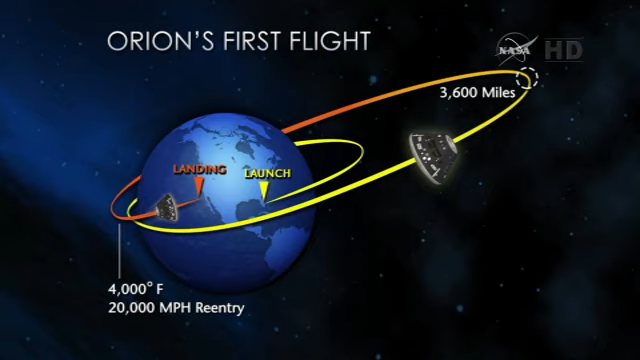 ORION'S FIRST FLIGHT
NASA HD
3,600 Miles
LANDING
LAUNCH
4,000° F
20,000 MPH Reentry